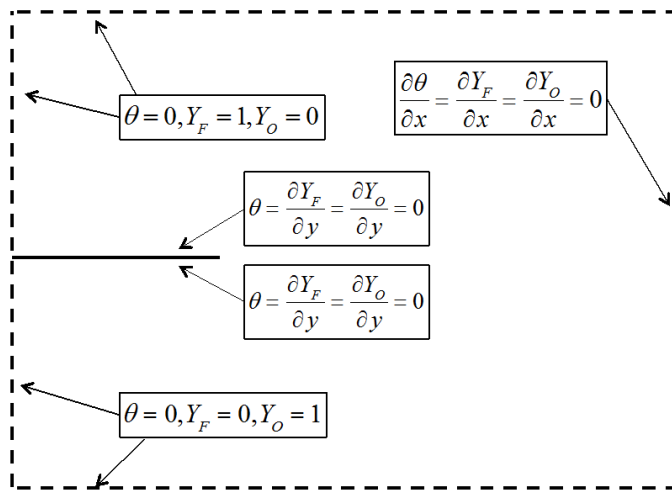 θ = 0, Y_F = 1, Y_O = 0
∂θ/∂x = ∂Y_F/∂x = ∂Y_O/∂x = 0
θ = ∂Y_F/∂y = ∂Y_O/∂y = 0
θ = ∂Y_F/∂y = ∂Y_O/∂y = 0
θ = 0, Y_F = 0, Y_O = 1